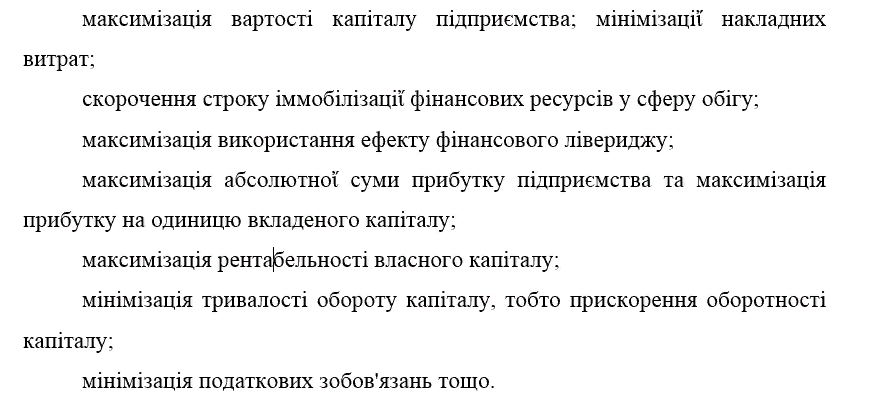 максимізація вартості капіталу підприємства; мінімізації накладних
витрат;
скорочення строку іммобілізації фінансових ресурсів у сферу обігу;
максимізація використання ефекту фінансового лівериджу;
максимізація абсолютної суми прибутку підприємства та максимізація
прибутку на одиницю вкладеного капіталу;
максимізація рентабельності власного капіталу;
мінімізація тривалості обороту капіталу, тобто прискорення оборотності
капіталу;
мінімізація податкових зобов'язань тощо.